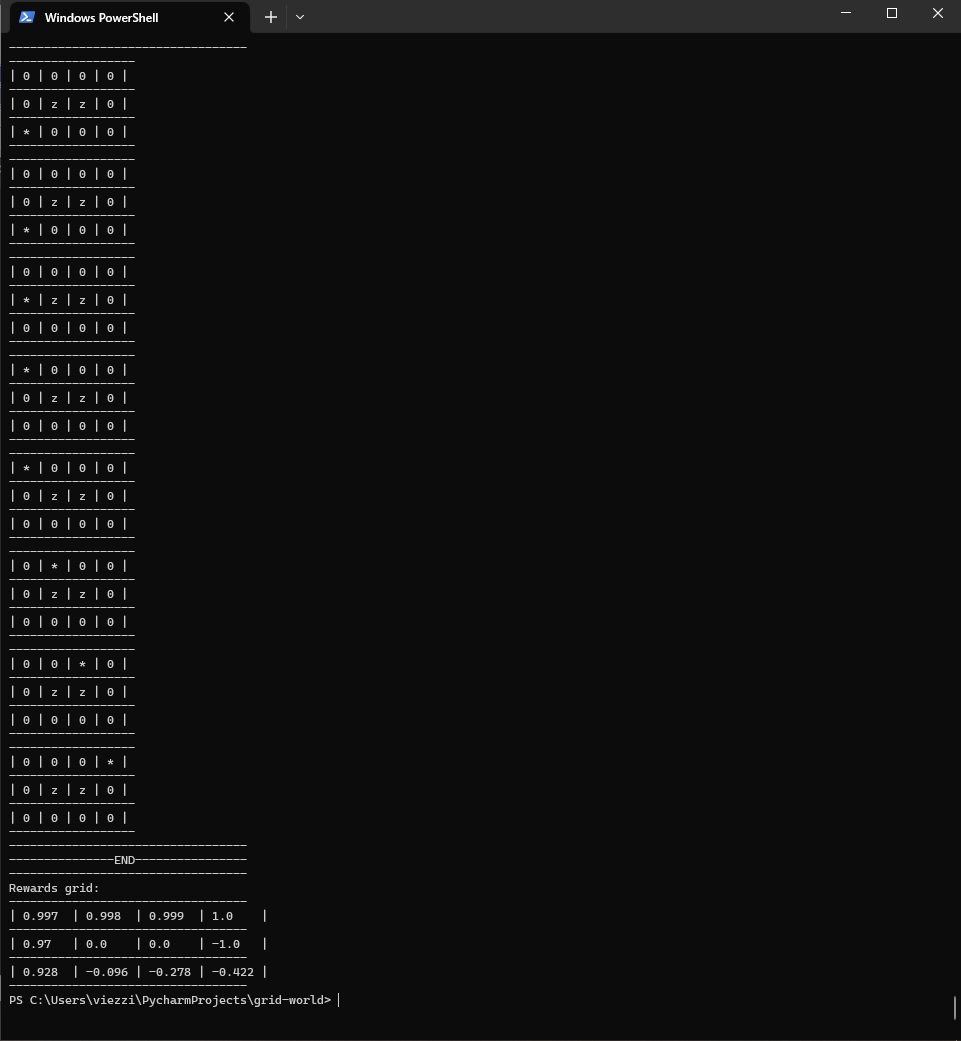 Windows PowerShell
----------------------------------
------------------
| 0 | 0 | 0 | 0 |
------------------
| 0 | z | z | 0 |
------------------
| * | 0 | 0 | 0 |
------------------
------------------
| 0 | 0 | 0 | 0 |
------------------
| 0 | z | z | 0 |
------------------
| * | 0 | 0 | 0 |
------------------
------------------
| 0 | 0 | 0 | 0 |
------------------
| * | z | z | 0 |
------------------
| 0 | 0 | 0 | 0 |
------------------
------------------
| * | 0 | 0 | 0 |
------------------
| 0 | z | z | 0 |
------------------
| 0 | 0 | 0 | 0 |
------------------
------------------
| * | 0 | 0 | 0 |
------------------
| 0 | z | z | 0 |
------------------
| 0 | 0 | 0 | 0 |
------------------
------------------
| 0 | * | 0 | 0 |
------------------
| 0 | z | z | 0 |
------------------
| 0 | 0 | 0 | 0 |
------------------
------------------
| 0 | 0 | * | 0 |
------------------
| 0 | z | z | 0 |
------------------
| 0 | 0 | 0 | 0 |
------------------
------------------
| 0 | 0 | 0 | * |
------------------
| 0 | z | z | 0 |
------------------
| 0 | 0 | 0 | 0 |
------------------
----------------------------------
---------------END----------------
----------------------------------
Rewards grid:
----------------------------------
| 0.997  | 0.998  | 0.999  | 1.0    |
----------------------------------
| 0.97   | 0.0    | 0.0    | -1.0   |
----------------------------------
| 0.928  | -0.096 | -0.278 | -0.422 |
----------------------------------
PS C:\Users\viezzi\PycharmProjects\grid-world>